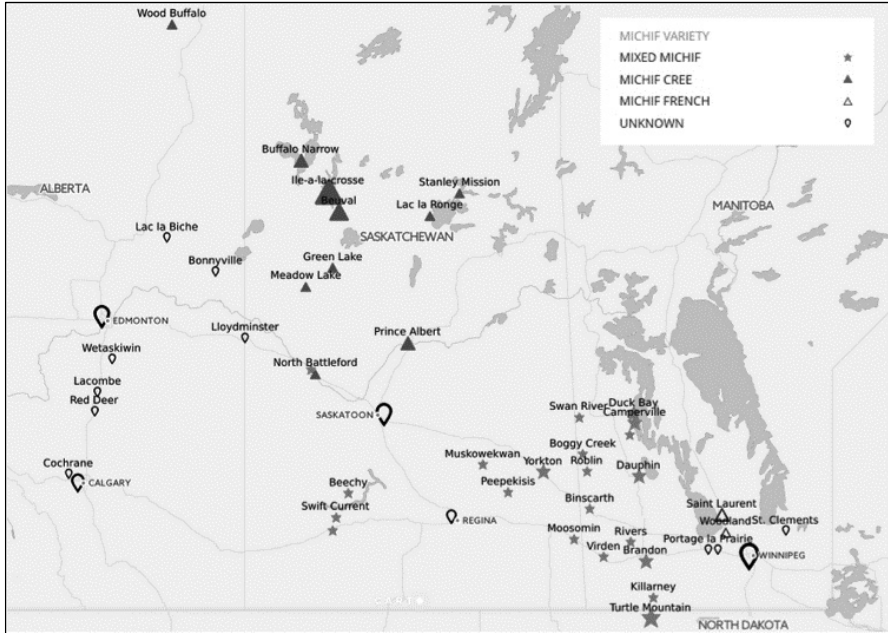 Wood Buffalo
MICHIF VARIETY
MIXED MICHIF
MICHIF CREE
MICHIF FRENCH
UNKNOWN
Buffalo Narrow
Ile-a-la-crosse
Stanley Mission
ALBERTA
Beuval
Lac la Ronge
MANITOBA
Lac la Biche
SASKATCHEWAN
Bonnyville
Green Lake
Meadow Lake
EDMONTON
Lloydminster
Prince Albert
Wetaskiwin
North Battleford
Lacombe
Red Deer
SASKATOON
Swan River
Duck Bay
Camperville
Boggy Creek
Muskowekwan
Yorkton
Roblin
Dauphin
Cochrane
CALGARY
Beechy
Peepekisis
Binscarth
Saint Laurent
Swift Current
REGINA
Woodland
St. Clements
Moosomin
Rivers
Portage la Prairie
Virden
Brandon
WINNIPEG
Killarney
Turtle Mountain
NORTH DAKOTA